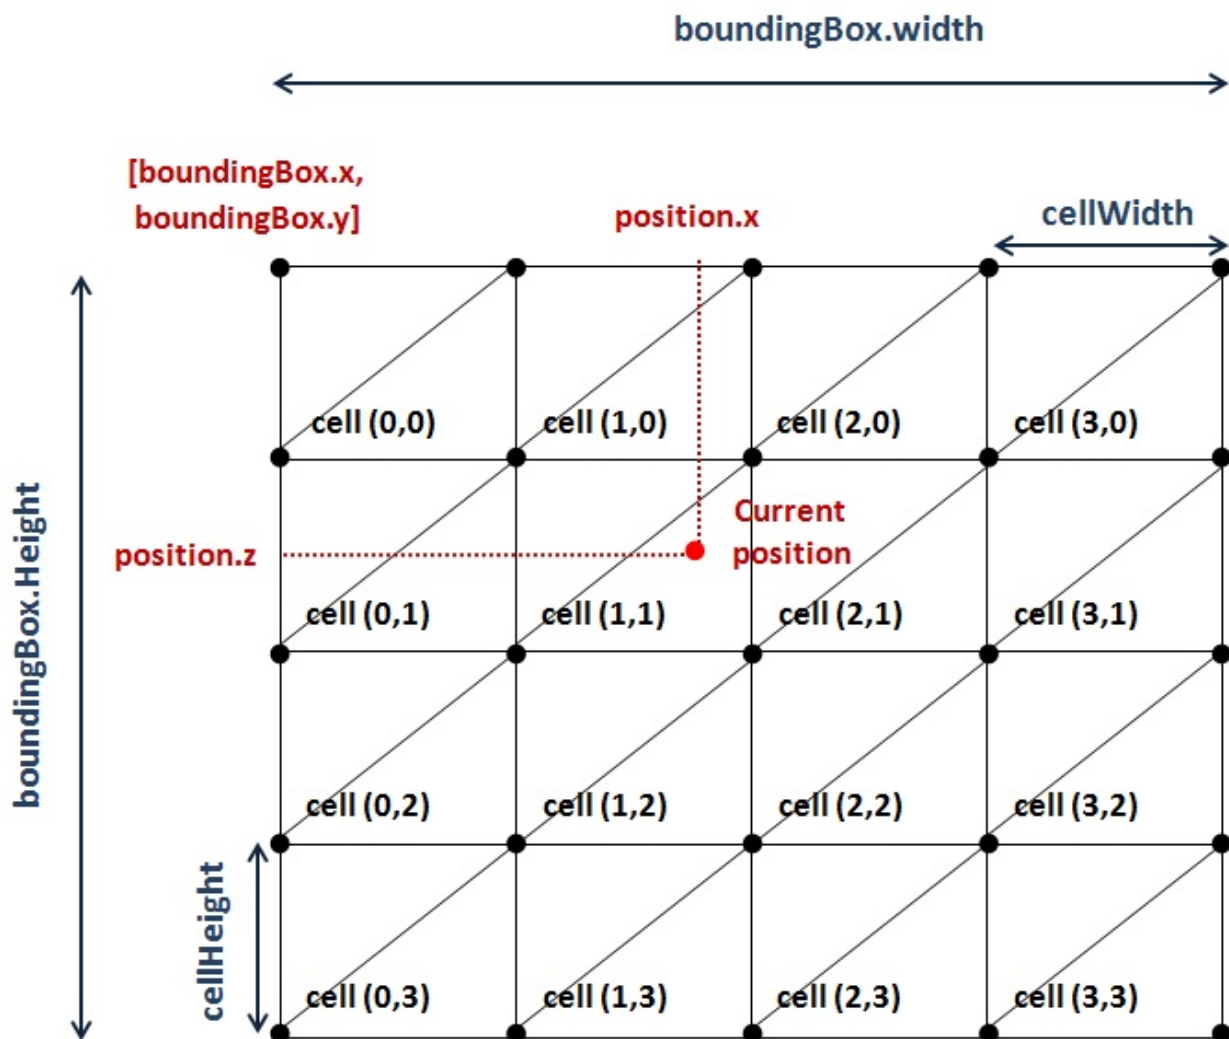 boundingBox.width
[boundingBox.x,
boundingBox.y]
position.x
cellWidth
cell (0,0)
cell (1,0)
cell (2,0)
cell (3,0)
boundingBox.Height
position.z
Current
position
cell (0,1)
cell (1,1)
cell (2,1)
cell (3,1)
cell (0,2)
cell (1,2)
cell (2,2)
cell (3,2)
cellHeight
cell (0,3)
cell (1,3)
cell (2,3)
cell (3,3)